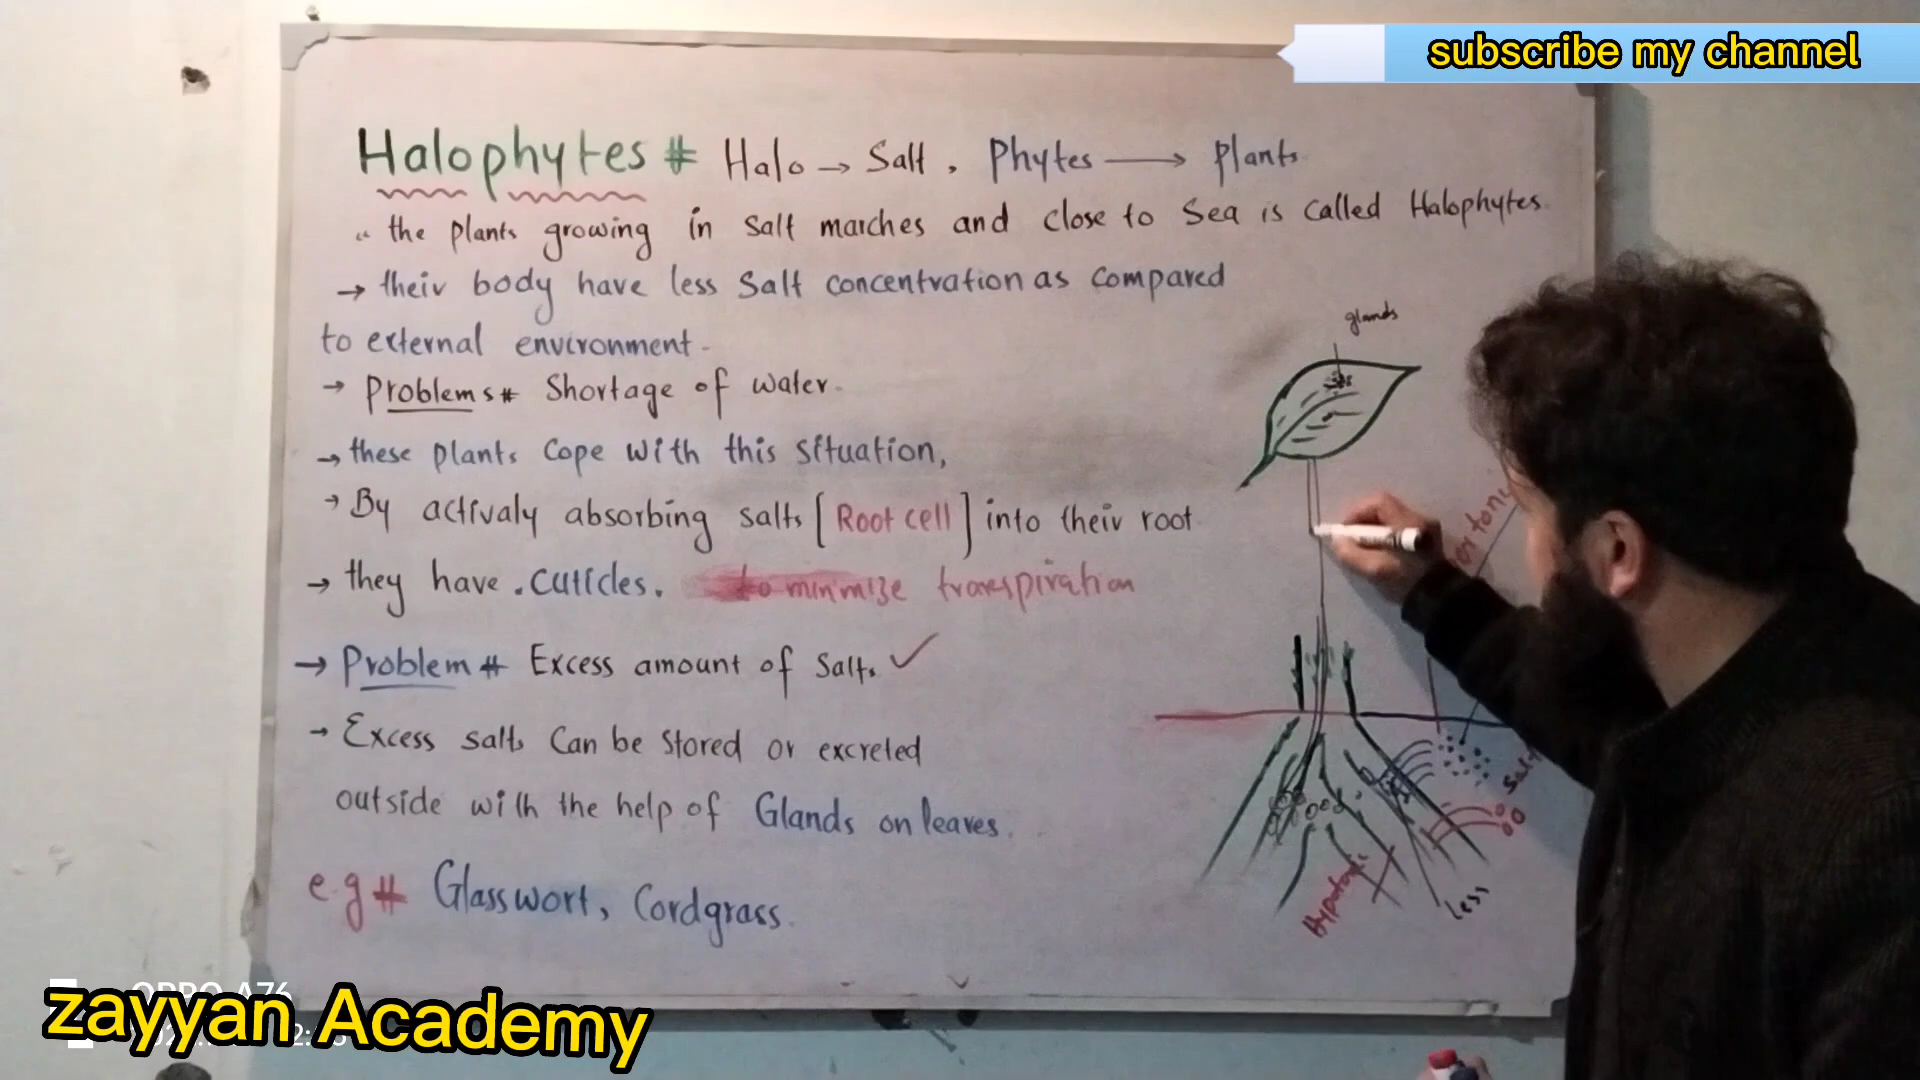 subscribe my channel
Halophytes # Halo → Salt, Phytes → Plants
“ the plants growing in salt marches and close to Sea is called Halophytes.
→ their body have less Salt concentration as compared
to external environment.
→ Problems # Shortage of water.
→ these plants Cope with this situation,
→ By activaly absorbing salts [Root cell] into their root
→ they have .cuticles. to minimize transpiration
→ Problem # Excess amount of salts ✓
→ Excess salts Can be stored or excreted
outside with the help of Glands on leaves.
e.g # Glasswort, Cordgrass.
glands
Salt
Less
zayyan Academy